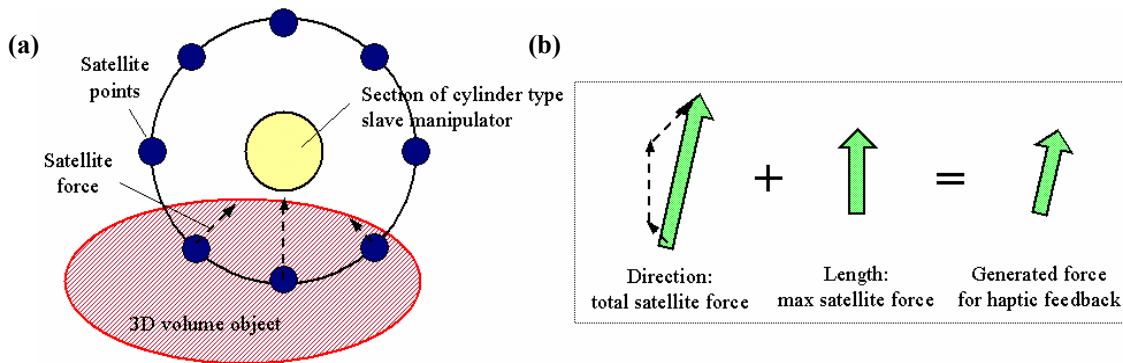 (a)
Satellite
points
Section of cylinder type
slave manipulator
Satellite
force
3D volume object
(b)
+
=
Direction:
total satellite force
Length:
max satellite force
Generated force
for haptic feedback